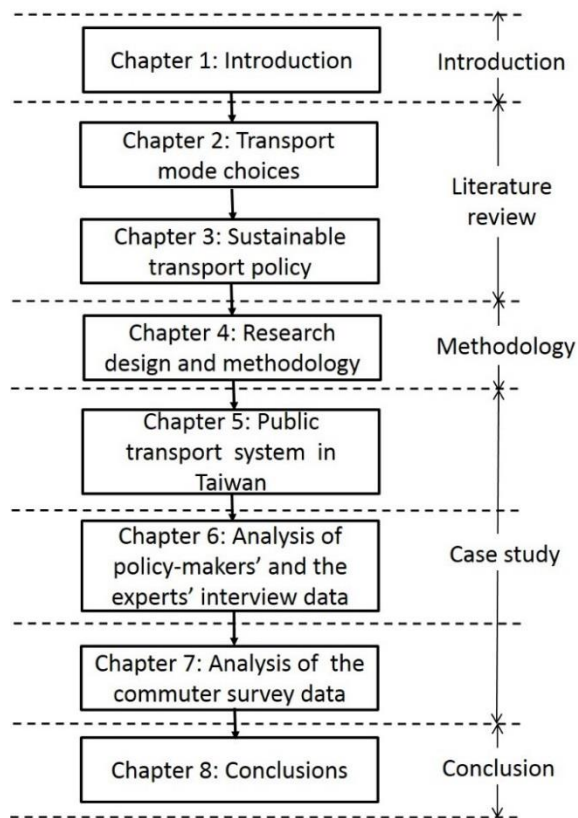 Chapter 1: Introduction
Introduction
Chapter 2: Transport
mode choices
Literature
review
Chapter 3: Sustainable
transport policy
Chapter 4: Research
design and methodology
Methodology
Chapter 5: Public
transport system in
Taiwan
Chapter 6: Analysis of
policy-makers’ and the
experts’ interview data
Case study
Chapter 7: Analysis of the
commuter survey data
Chapter 8: Conclusions
Conclusion